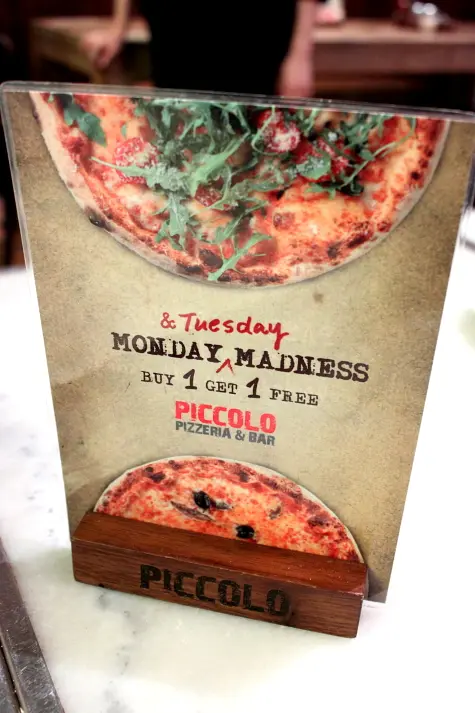 & Tuesday
MONDAY MADNESS
BUY 1 GET 1 FREE
PICCOLO
PIZZERIA & BAR
PICCOLO